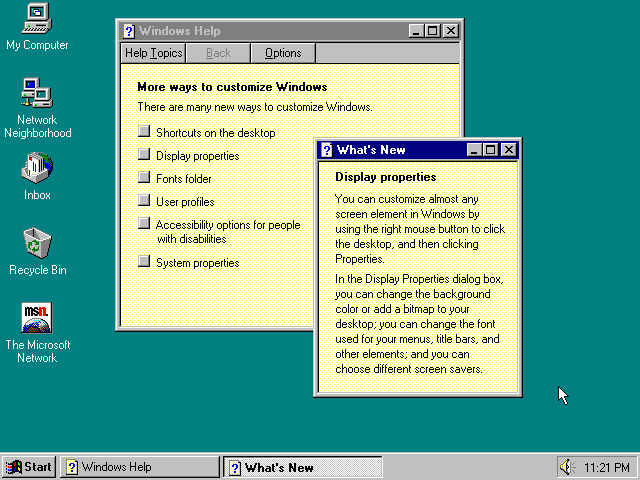 My Computer
Network
Neighborhood
Inbox
Recycle Bin
msn.
The Microsoft
Network
Windows Help
Help Topics
Back
Options
More ways to customize Windows
There are many new ways to customize Windows.
Shortcuts on the desktop
Display properties
Fonts folder
User profiles
Accessibility options for people
with disabilities
System properties
What's New
Display properties
You can customize almost any
screen element in Windows by
using the right mouse button to click
the desktop, and then clicking
Properties.
In the Display Properties dialog box,
you can change the background
color or add a bitmap to your
desktop; you can change the font
used for your menus, title bars, and
other elements; and you can
choose different screen savers.
Start
Windows Help
What's New
11:21 PM